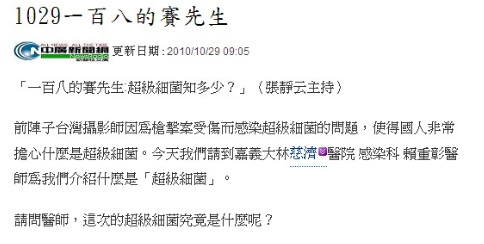 1029一百八的賽先生
中廣新聞網 更新日期:2010/10/29 09:05
「一百八的賽先生:超級細菌知多少？」（張靜云主持）
前陣子台灣攝影師因為槍擊案受傷而感染超級細菌的問題，使得國人非常
擔心什麼是超級細菌。今天我們請到嘉義大林慈濟醫院 感染科 賴重彰醫
師為我們介紹什麼是「超級細菌」。
請問醫師，這次的超級細菌究竟是什麼呢？